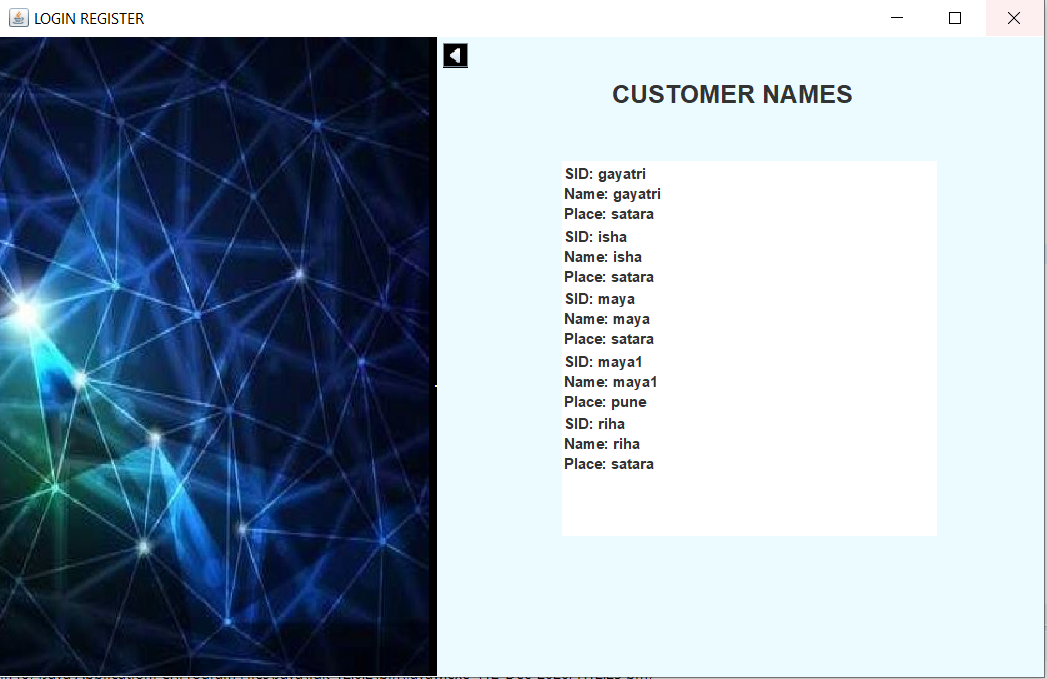 LOGIN REGISTER
CUSTOMER NAMES
SID: gayatri
Name: gayatri
Place: satara
SID: isha
Name: isha
Place: satara
SID: maya
Name: maya
Place: satara
SID: maya1
Name: maya1
Place: pune
SID: riha
Name: riha
Place: satara